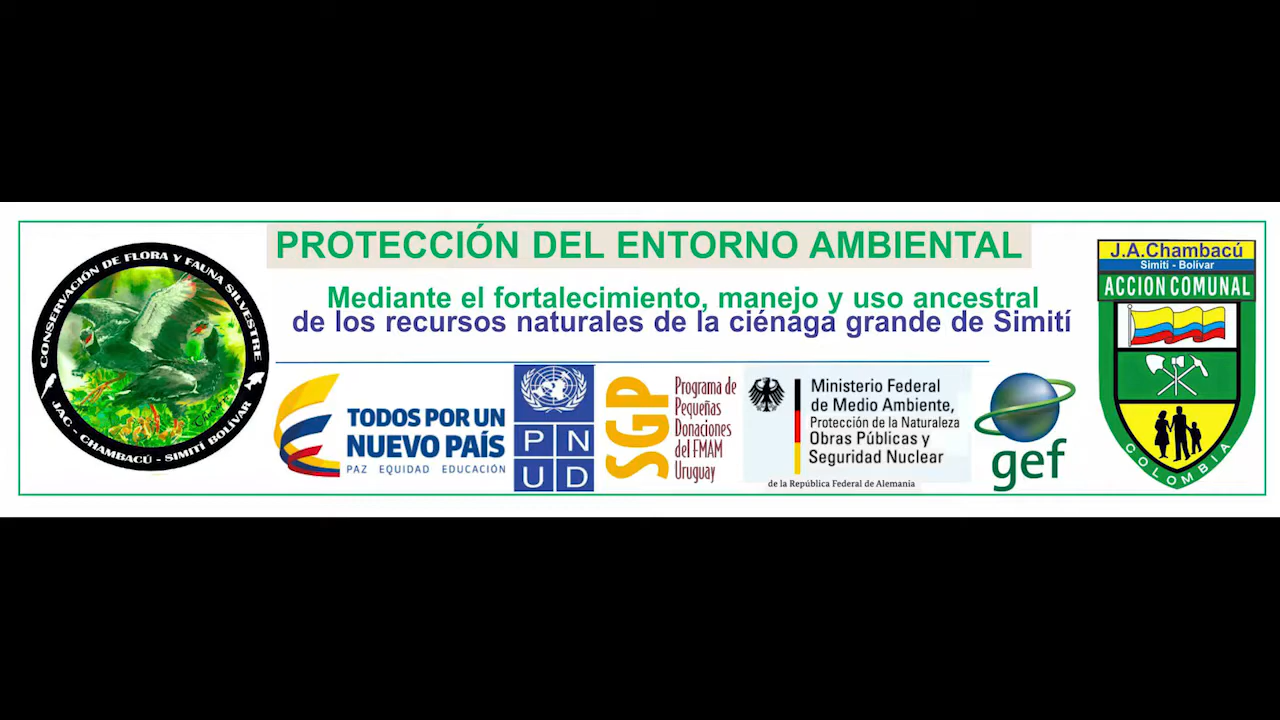 PROTECCIÓN DEL ENTORNO AMBIENTAL
Mediante el fortalecimiento, manejo y uso ancestral
de los recursos naturales de la ciénaga grande de Simití
CONSERVACIÓN DE FLORA Y FAUNA SILVESTRE
JAC - CHAMBACÚ - SIMITÍ BOLÍVAR
TODOS POR UN
NUEVO PAÍS
PAZ EQUIDAD EDUCACIÓN
PN
UD
SGP
Programa de
Pequeñas
Donaciones
del FMAM
Uruguay
Ministerio Federal
de Medio Ambiente,
Protección de la Naturaleza
Obras Públicas y
Seguridad Nuclear
de la República Federal de Alemania
gef
J.A.Chambacú
Simití - Bolívar
ACCION COMUNAL
COLOMBIA